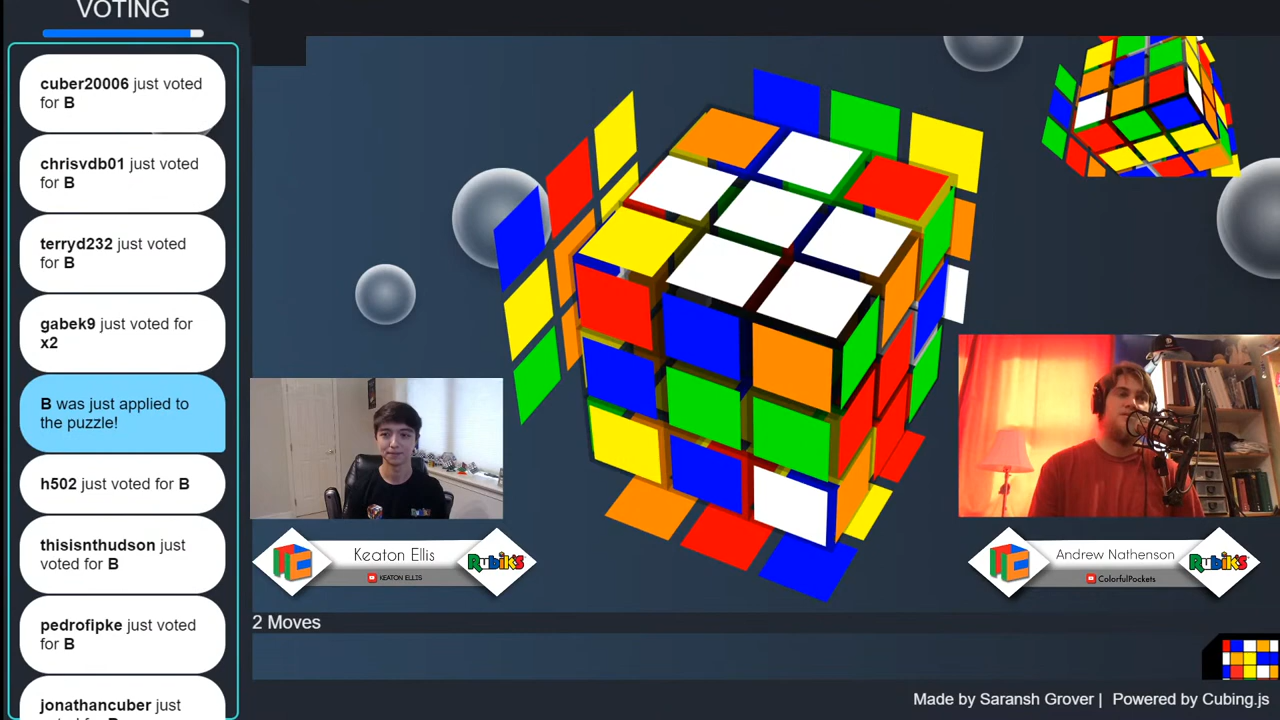 VOTING
cuber20006 just voted
for B
chrisvdb01 just voted
for B
terryd232 just voted
for B
gabek9 just voted for
x2
B was just applied to
the puzzle!
h502 just voted for B
thisisnthudson just
voted for B
pedrofipke just voted
for B
jonathancuber just
voted for B
Keaton Ellis
KEATON ELLIS
RUBIK'S
Andrew Nathenson
ColorfulPockets
RUBIK'S
2 Moves
Made by Saransh Grover | Powered by Cubing.js